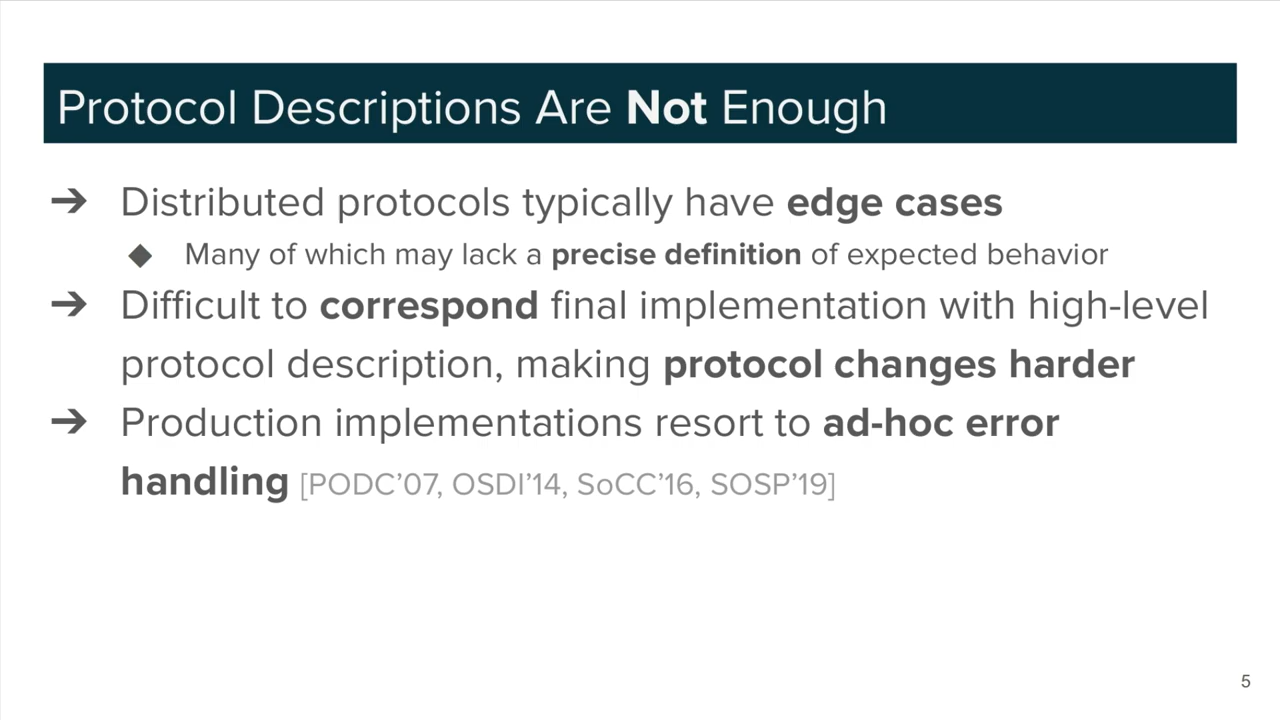 Protocol Descriptions Are Not Enough
➔ Distributed protocols typically have edge cases
◆ Many of which may lack a precise definition of expected behavior
➔ Difficult to correspond final implementation with high-level
protocol description, making protocol changes harder
➔ Production implementations resort to ad-hoc error
handling [PODC’07, OSDI’14, SoCC’16, SOSP’19]
5